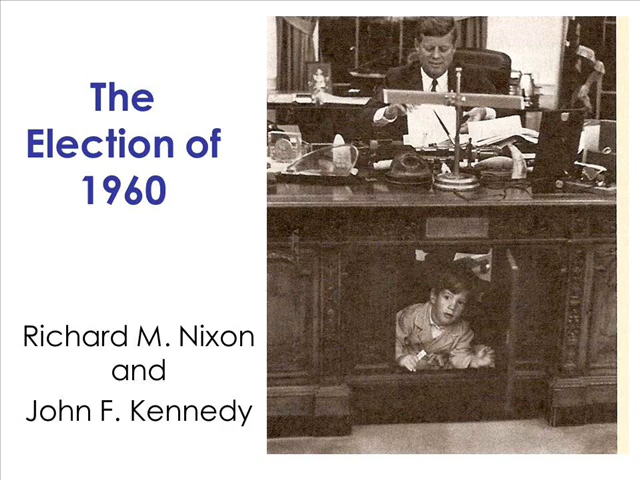 The
Election of
1960
Richard M. Nixon
and
John F. Kennedy